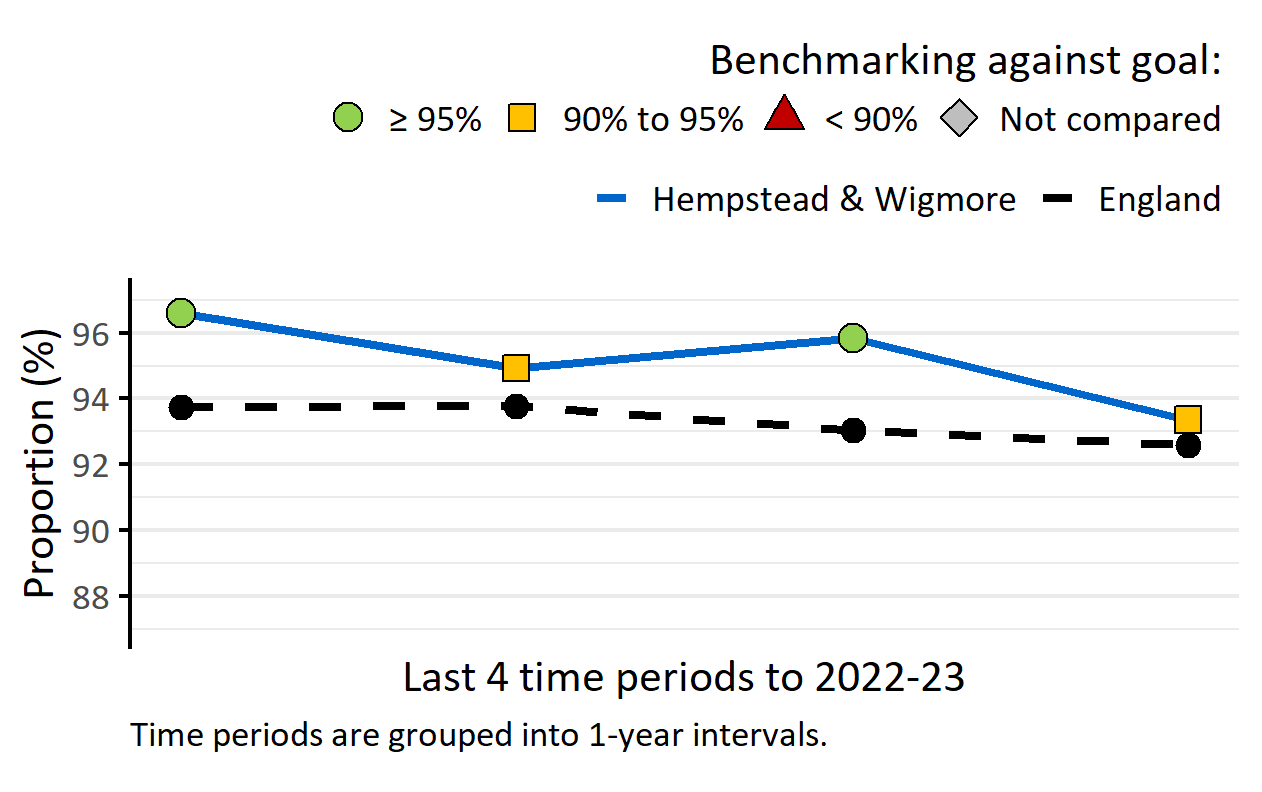 Benchmarking against goal:
≥ 95% 90% to 95% < 90% Not compared
Hempstead & Wigmore England
Proportion (%)
96
94
92
90
88
Last 4 time periods to 2022-23
Time periods are grouped into 1-year intervals.